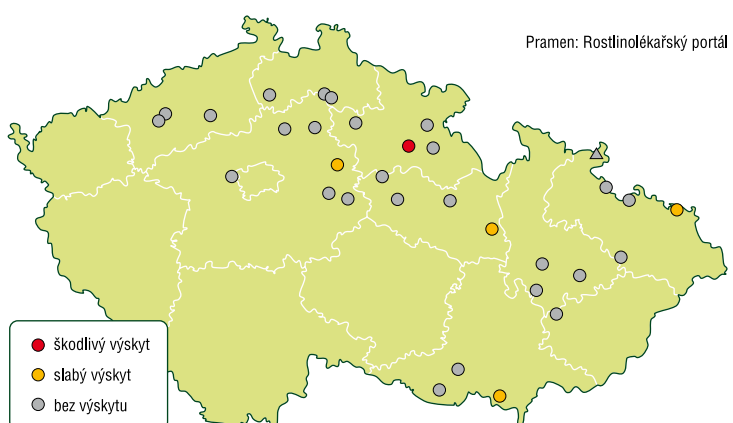 Pramen: Rostlinolékařský portál
škodlivý výskyt
slabý výskyt
bez výskytu